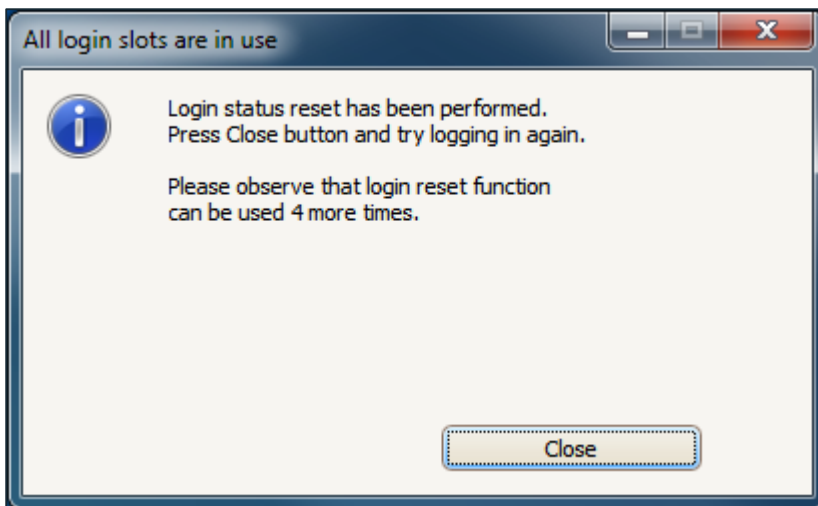 All login slots are in use
Login status reset has been performed.
Press Close button and try logging in again.
Please observe that login reset function
can be used 4 more times.
Close